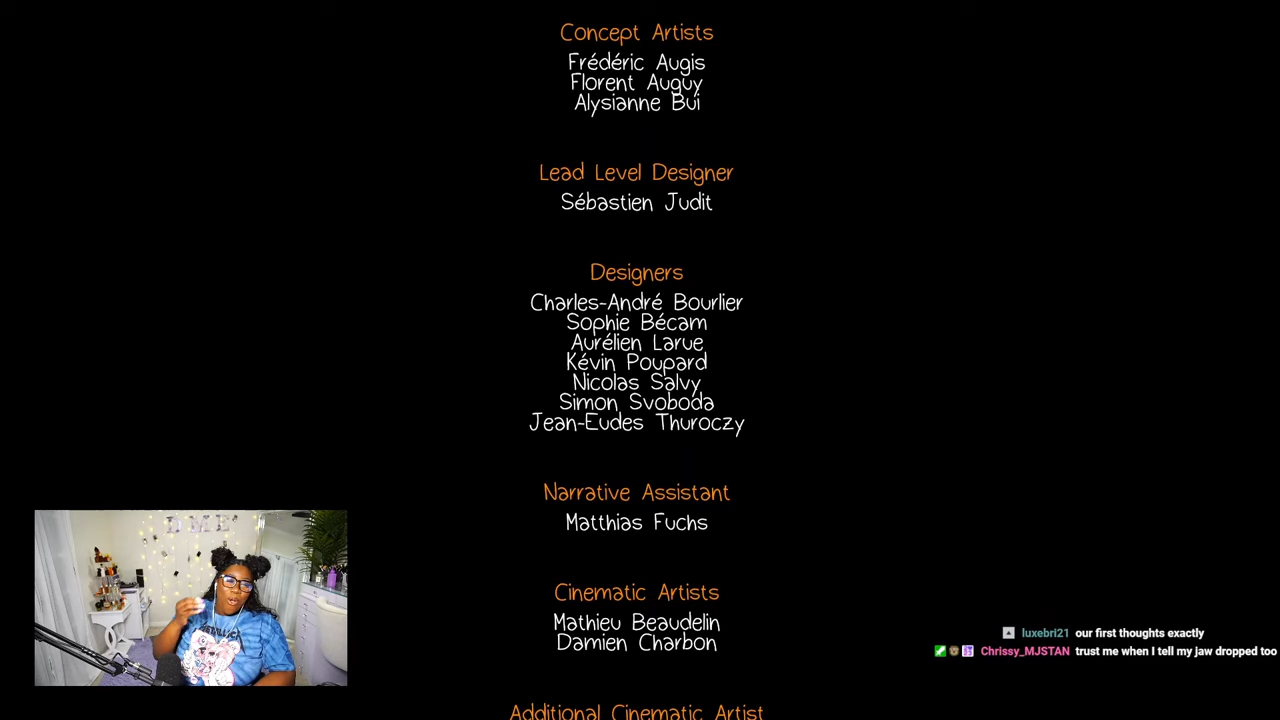 Concept Artists
Frédéric Augis
Florent Auguy
Alysianne Bui
Lead Level Designer
Sébastien Judit
Designers
Charles-André Bourlier
Sophie Bécam
Aurélien Larue
Kévin Poupard
Nicolas Salvy
Simon Svoboda
Jean-Eudes Thuroczy
Narrative Assistant
Matthias Fuchs
Cinematic Artists
Mathieu Beaudelin
Damien Charbon
Additional Cinematic Artist
DME
METALLICA
luxebri21 our first thoughts exactly
Chrissy_MJSTAN trust me when I tell my jaw dropped too